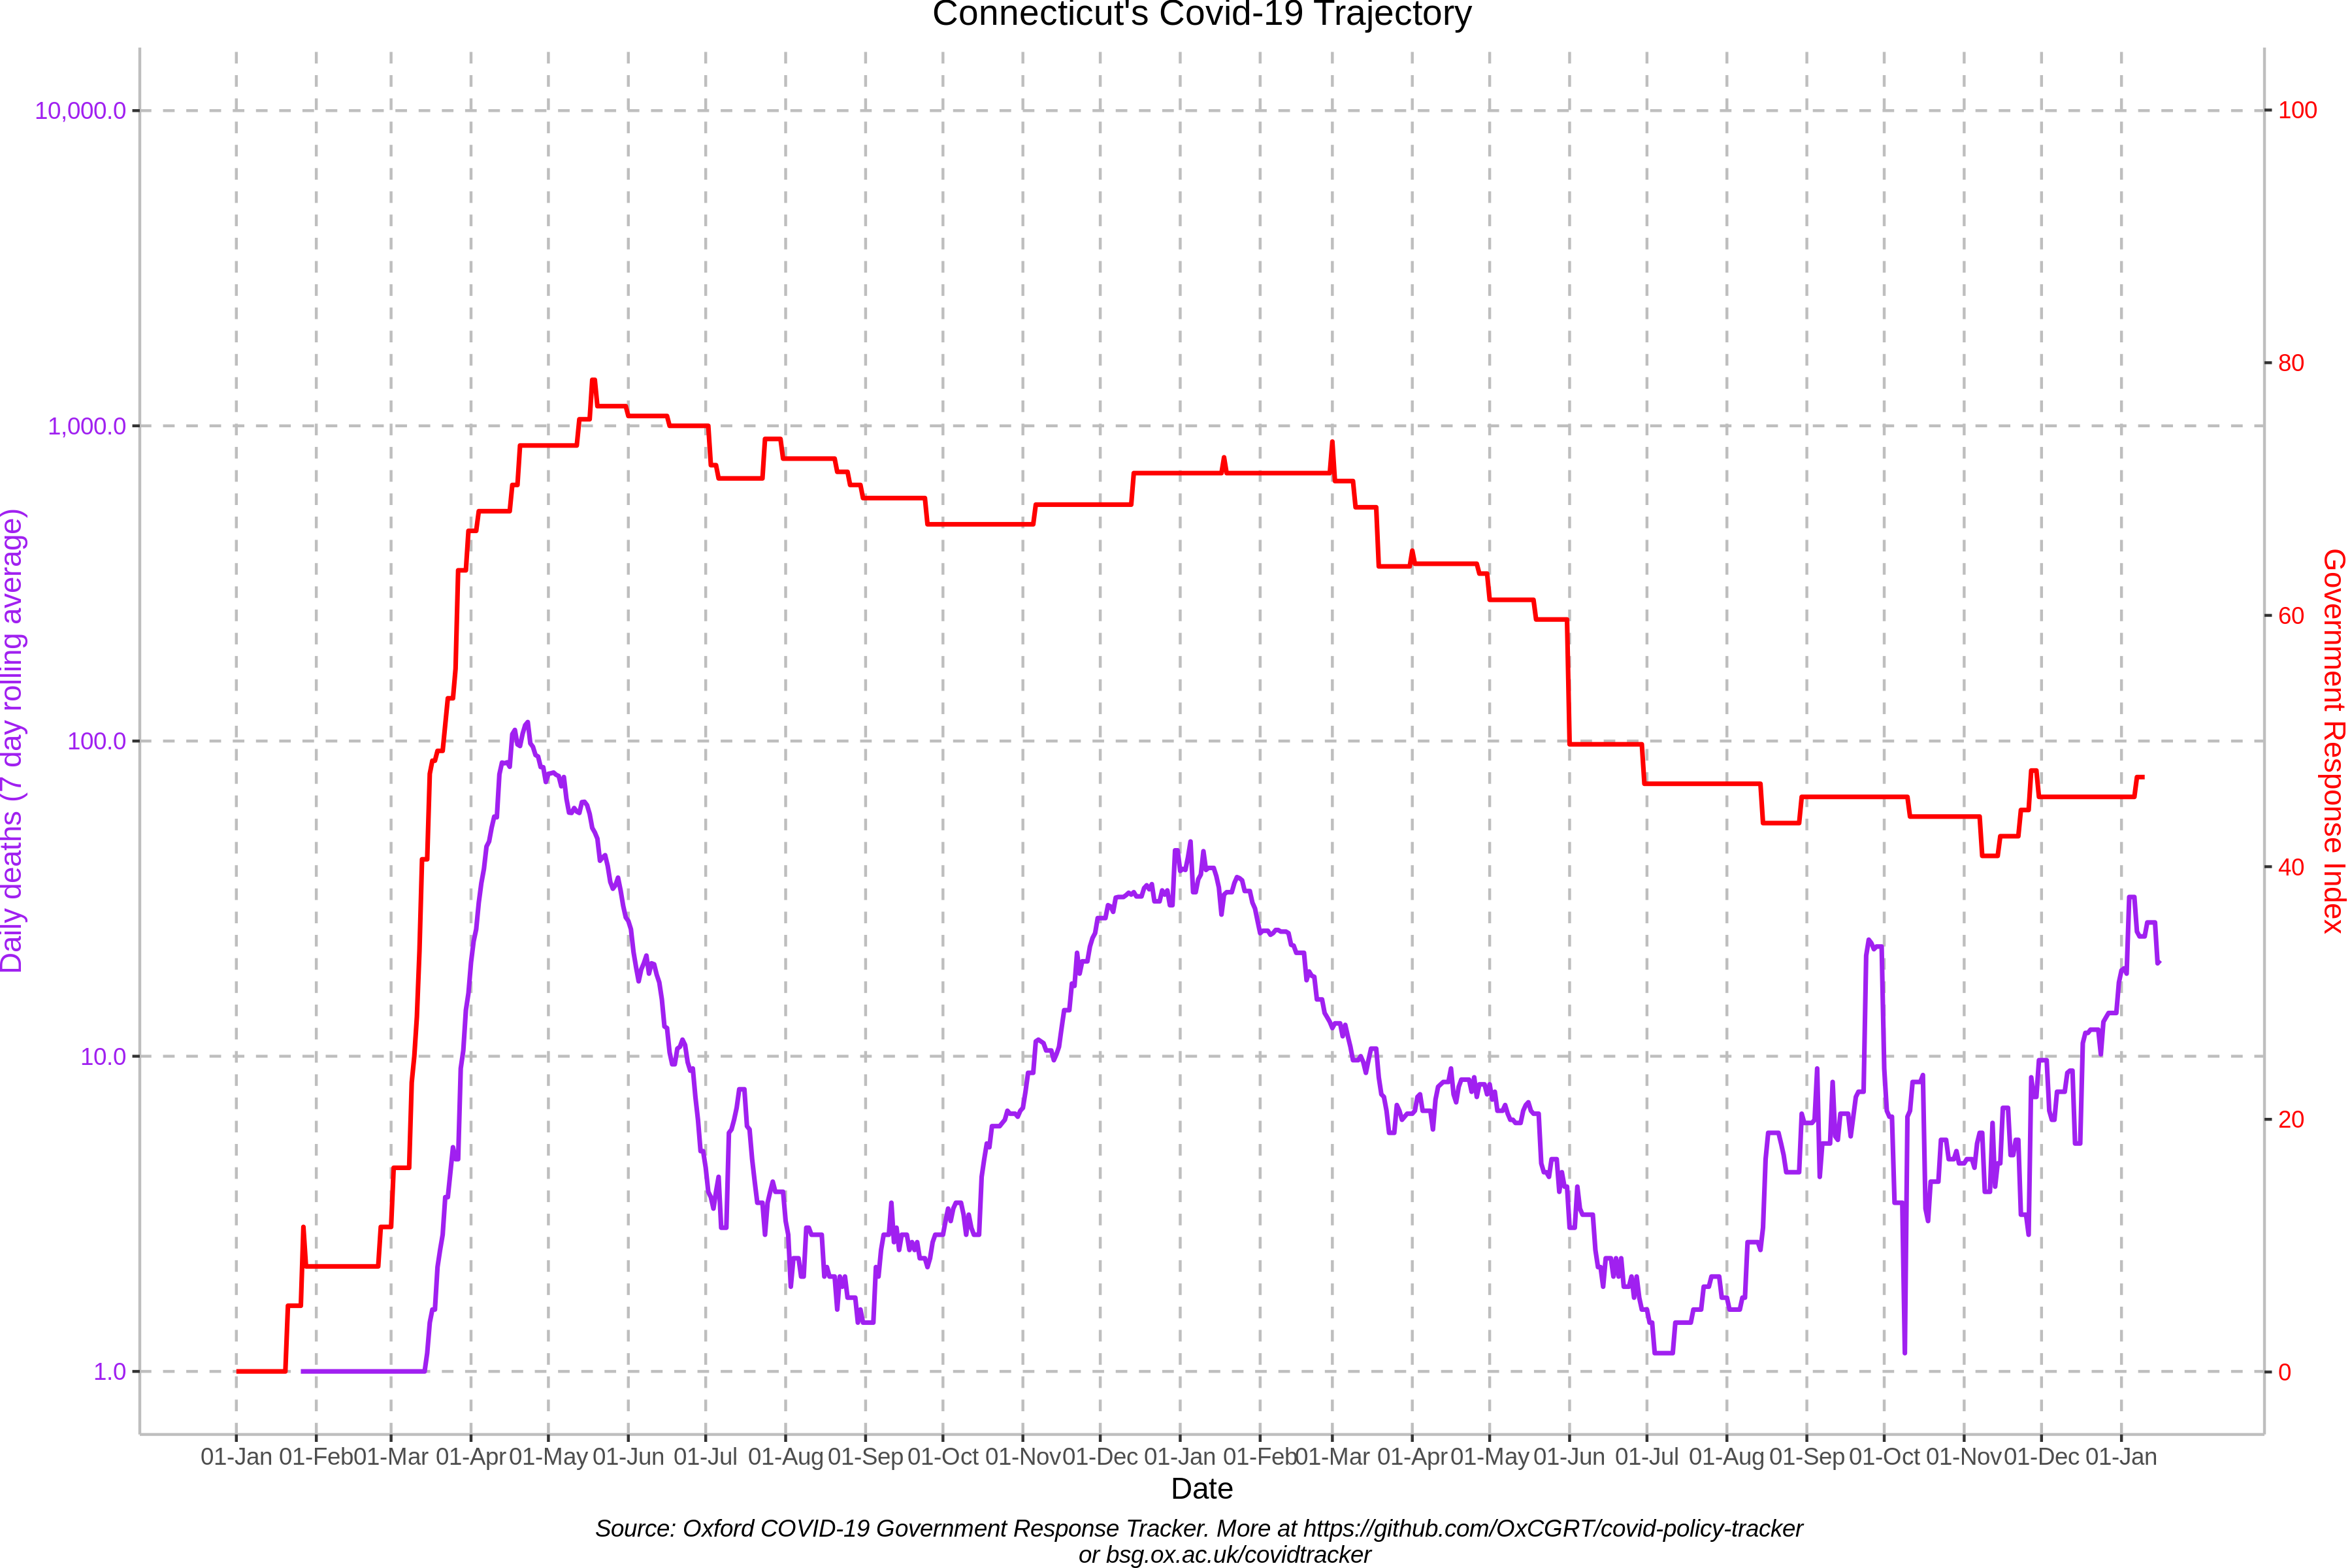 Connecticut's Covid-19 Trajectory
10,000.0
1,000.0
100.0
10.0
1.0
Daily deaths (7 day rolling average)
100
80
60
40
20
0
Government Response Index
01-Jan 01-Feb 01-Mar 01-Apr 01-May 01-Jun 01-Jul 01-Aug 01-Sep 01-Oct 01-Nov 01-Dec 01-Jan 01-Feb 01-Mar 01-Apr 01-May 01-Jun 01-Jul 01-Aug 01-Sep 01-Oct 01-Nov 01-Dec 01-Jan
Date
Source: Oxford COVID-19 Government Response Tracker. More at https://github.com/OxCGRT/covid-policy-tracker
or bsg.ox.ac.uk/covidtracker